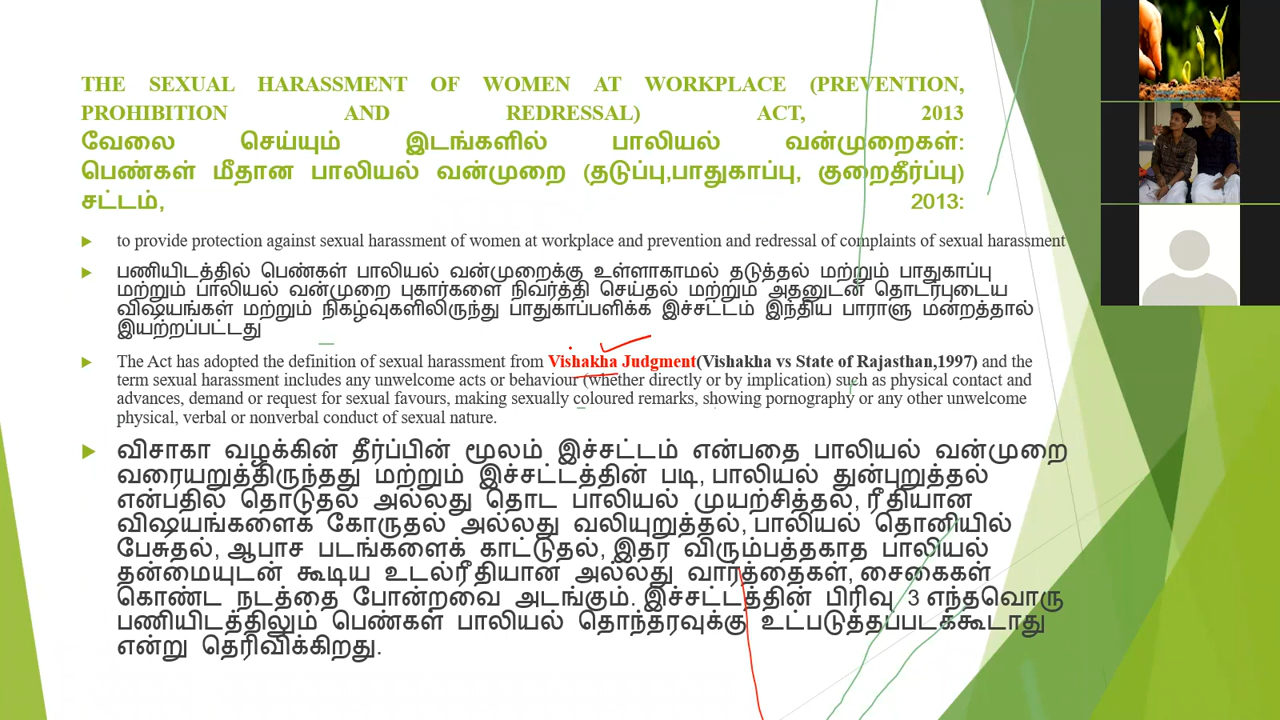 THE SEXUAL HARASSMENT OF WOMEN AT WORKPLACE (PREVENTION,
PROHIBITION AND REDRESSAL) ACT, 2013
வேலை செய்யும் இடங்களில் பாலியல் வன்முறைகள்:
பெண்கள் மீதான பாலியல் வன்முறை (தடுப்பு,பாதுகாப்பு, குறைதீர்ப்பு)
சட்டம், 2013:
to provide protection against sexual harassment of women at workplace and prevention and redressal of complaints of sexual harassment
பணியிடத்தில் பெண்கள் பாலியல் வன்முறைக்கு உள்ளாகாமல் தடுத்தல் மற்றும் பாதுகாப்பு
மற்றும் பாலியல் வன்முறை புகார்களை நிவர்த்தி செய்தல் மற்றும் அதனுடன் தொடர்புடைய
விஷயங்கள் மற்றும் நிகழ்வுகளிலிருந்து பாதுகாப்பளிக்க இச்சட்டம் இந்திய பாராளு மன்றத்தால்
இயற்றப்பட்டது
The Act has adopted the definition of sexual harassment from Vishakha Judgment(Vishakha vs State of Rajasthan,1997) and the
term sexual harassment includes any unwelcome acts or behaviour (whether directly or by implication) such as physical contact and
advances, demand or request for sexual favours, making sexually coloured remarks, showing pornography or any other unwelcome
physical, verbal or nonverbal conduct of sexual nature.
விசாகா வழக்கின் தீர்ப்பின் மூலம் இச்சட்டம் என்பதை பாலியல் வன்முறை
வரையறுத்திருந்தது மற்றும் இச்சட்டத்தின் படி, பாலியல் துன்புறுத்தல்
என்பதில் தொடுதல் அல்லது தொட பாலியல் முயற்சித்தல், ரீதியான
விஷயங்களைக் கோருதல் அல்லது வலியுறுத்தல், பாலியல் தொனியில்
பேசுதல், ஆபாச படங்களைக் காட்டுதல், இதர விரும்பத்தகாத பாலியல்
தன்மையுடன் கூடிய உடல்ரீதியான அல்லது வார்த்தைகள், சைகைகள்
கொண்ட நடத்தை போன்றவை அடங்கும். இச்சட்டத்தின் பிரிவு 3 எந்தவொரு
பணியிடத்திலும் பெண்கள் பாலியல் தொந்தரவுக்கு உட்படுத்தப்படக்கூடாது
என்று தெரிவிக்கிறது.